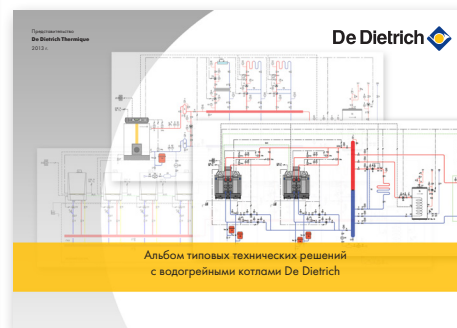 Представительство
De Dietrich Thermique
2013 г.
De Dietrich
Альбом типовых технических решений
с водогрейными котлами De Dietrich